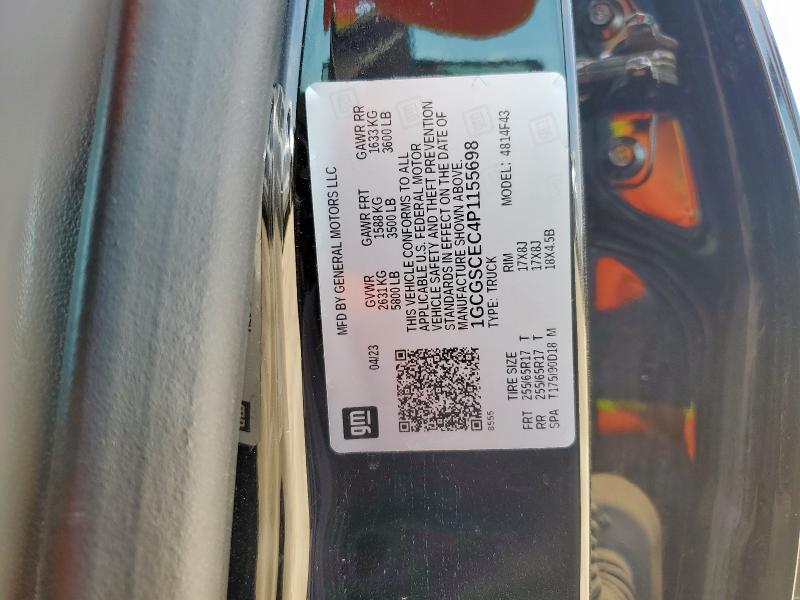 gm
04/23
MFD BY GENERAL MOTORS LLC
GVWR GAWR FRT GAWR RR
2631 KG 1588 KG 1633 KG
5800 LB 3500 LB 3600 LB
THIS VEHICLE CONFORMS TO ALL
APPLICABLE U.S. FEDERAL MOTOR
VEHICLE SAFETY AND THEFT PREVENTION
STANDARDS IN EFFECT ON THE DATE OF
MANUFACTURE SHOWN ABOVE.
1GCGSCEC4P1155698
TYPE: TRUCK MODEL: 4814F43
8555
TIRE SIZE RIM
FRT 255/65R17 T 17X8J
RR 255/65R17 T 17X8J
SPA T175/90D18 M 18X4.5B